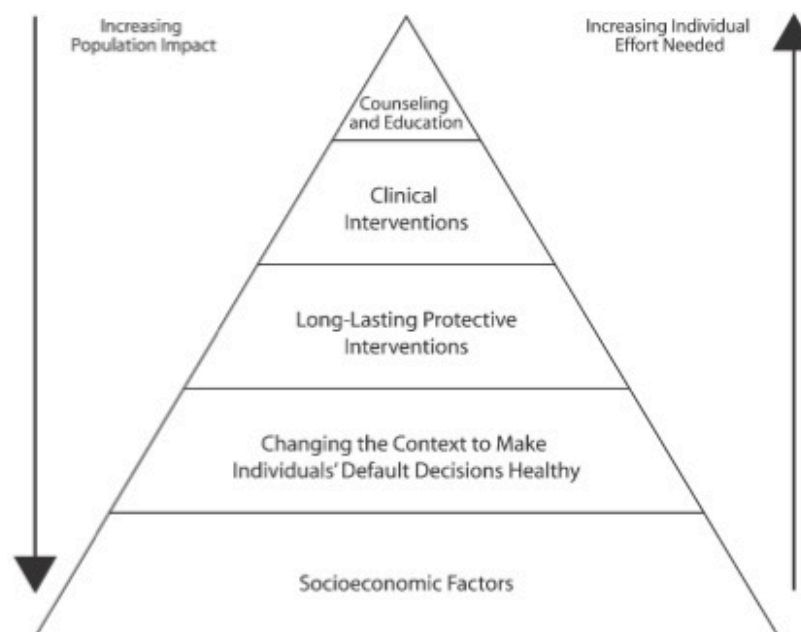 Increasing
Population Impact
Increasing Individual
Effort Needed
Counseling
and Education
Clinical
Interventions
Long-Lasting Protective
Interventions
Changing the Context to Make
Individuals' Default Decisions Healthy
Socioeconomic Factors